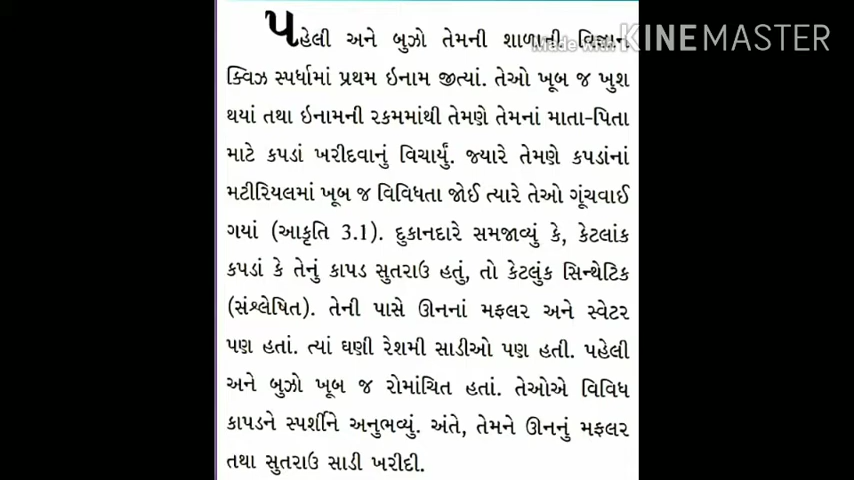 પહેલી અને બુઝો તેમની શાળાની વિજ્ઞાન
Made with KINEMASTER
ક્વિઝ સ્પર્ધામાં પ્રથમ ઇનામ જીત્યાં. તેઓ ખૂબ જ ખુશ
થયાં તથા ઇનામની રકમમાંથી તેમણે તેમનાં માતા-પિતા
માટે કપડાં ખરીદવાનું વિચાર્યું. જ્યારે તેમણે કપડાંનાં
મટીરિયલમાં ખૂબ જ વિવિધતા જોઈ ત્યારે તેઓ ગૂંચવાઈ
ગયાં (આકૃતિ 3.1). દુકાનદારે સમજાવ્યું કે, કેટલાંક
કપડાં કે તેનું કાપડ સુતરાઉ હતું, તો કેટલુંક સિન્થેટિક
(સંશ્લેષિત). તેની પાસે ઊનનાં મફલર અને સ્વેટર
પણ હતાં. ત્યાં ઘણી રેશમી સાડીઓ પણ હતી. પહેલી
અને બુઝો ખૂબ જ રોમાંચિત હતાં. તેઓએ વિવિધ
કાપડને સ્પર્શીને અનુભવ્યું. અંતે, તેમને ઊનનું મફલર
તથા સુતરાઉ સાડી ખરીદી.